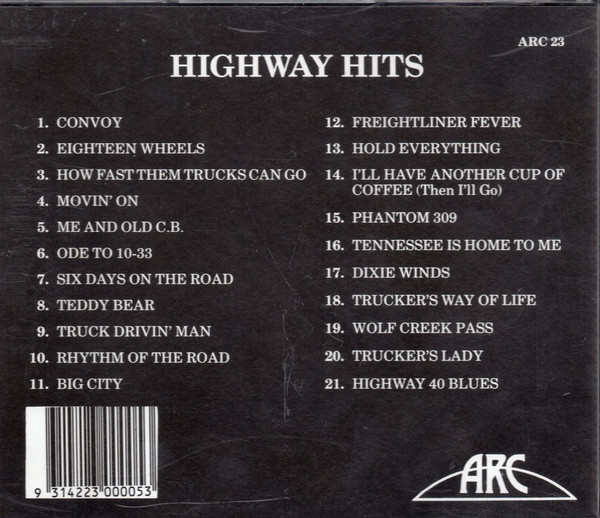 ARC 23
HIGHWAY HITS
1. CONVOY
2. EIGHTEEN WHEELS
3. HOW FAST THEM TRUCKS CAN GO
4. MOVIN' ON
5. ME AND OLD C.B.
6. ODE TO 10-33
7. SIX DAYS ON THE ROAD
8. TEDDY BEAR
9. TRUCK DRIVIN' MAN
10. RHYTHM OF THE ROAD
11. BIG CITY
12. FREIGHTLINER FEVER
13. HOLD EVERYTHING
14. I'LL HAVE ANOTHER CUP OF
COFFEE (Then I'll Go)
15. PHANTOM 309
16. TENNESSEE IS HOME TO ME
17. DIXIE WINDS
18. TRUCKER'S WAY OF LIFE
19. WOLF CREEK PASS
20. TRUCKER'S LADY
21. HIGHWAY 40 BLUES
9 314223 000053
ARC